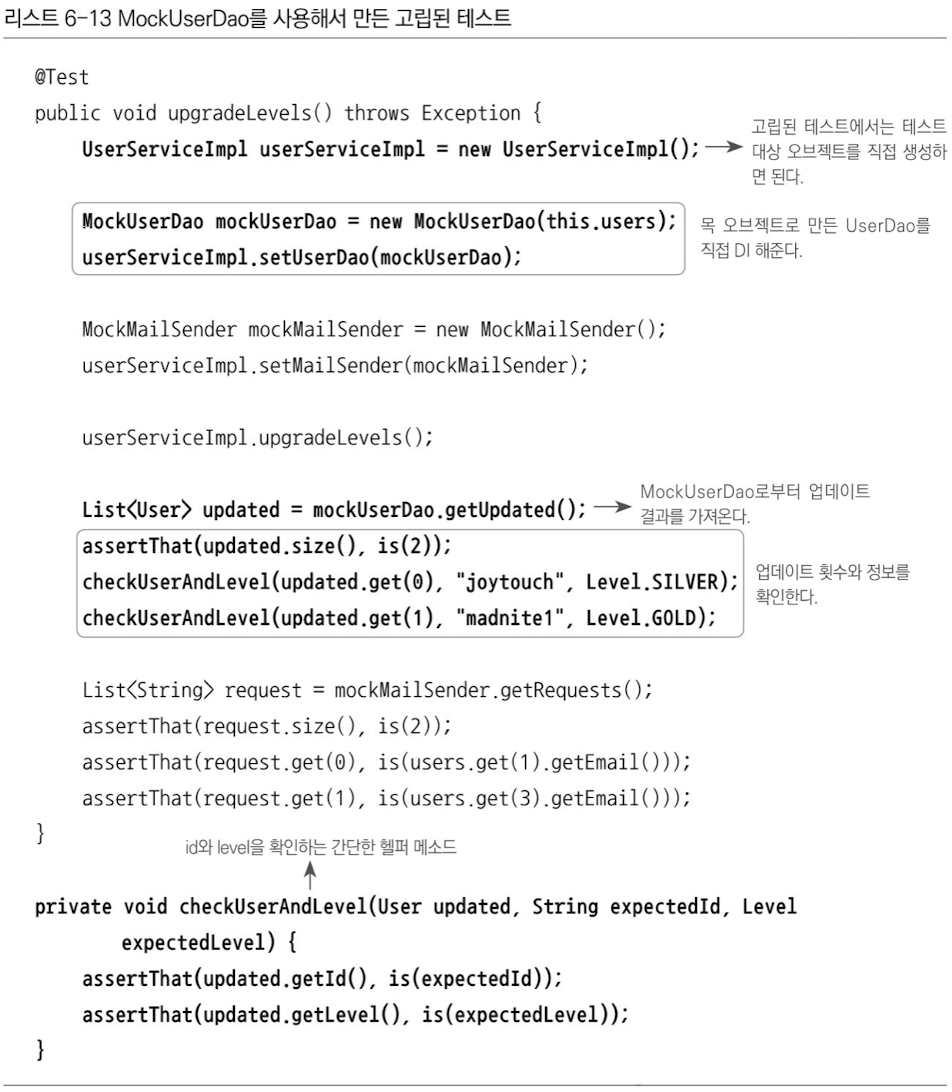 리스트 6-13 MockUserDao를 사용해서 만든 고립된 테스트
@Test
public void upgradeLevels() throws Exception {
UserServiceImpl userServiceImpl = new UserServiceImpl();
고립된 테스트에서는 테스트
대상 오브젝트를 직접 생성하
면 된다.
MockUserDao mockUserDao = new MockUserDao(this.users);
userServiceImpl.setUserDao(mockUserDao);
목 오브젝트로 만든 UserDao를
직접 DI 해준다.
MockMailSender mockMailSender = new MockMailSender();
userServiceImpl.setMailSender(mockMailSender);
userServiceImpl.upgradeLevels();
List<User> updated = mockUserDao.getUpdated();
MockUserDao로부터 업데이트
결과를 가져온다.
assertThat(updated.size(), is(2));
checkUserAndLevel(updated.get(0), "joytouch", Level.SILVER);
checkUserAndLevel(updated.get(1), "madnite1", Level.GOLD);
업데이트 횟수와 정보를
확인한다.
List<String> request = mockMailSender.getRequests();
assertThat(request.size(), is(2));
assertThat(request.get(0), is(users.get(1).getEmail()));
assertThat(request.get(1), is(users.get(3).getEmail()));
}
id와 level을 확인하는 간단한 헬퍼 메소드
private void checkUserAndLevel(User updated, String expectedId, Level
expectedLevel) {
assertThat(updated.getId(), is(expectedId));
assertThat(updated.getLevel(), is(expectedLevel));
}